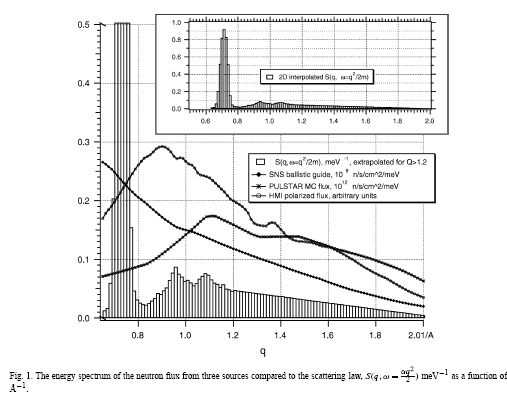 1.0
0.8
0.6
0.4
0.2
0.0
0.6 0.8 1.0 1.2 1.4 1.6 1.8 2.0
2D interpolated S(q, ω=q²/2m)
0.5
0.4
0.3
0.2
0.1
0.0
S(q,ω=q²/2m), meV⁻¹, extrapolated for Q>1.2
SNS ballistic guide, 10⁹ n/s/cm^2/meV
PULSTAR MC flux, 10¹² n/s/cm^2/meV
HMI polarized flux, arbitrary units
0.8 1.0 1.2 1.4 1.6 1.8 2.01/A
q
Fig. 1. The energy spectrum of the neutron flux from three sources compared to the scattering law, S(q, ω = αq²/2) meV⁻¹ as a function of
A⁻¹.